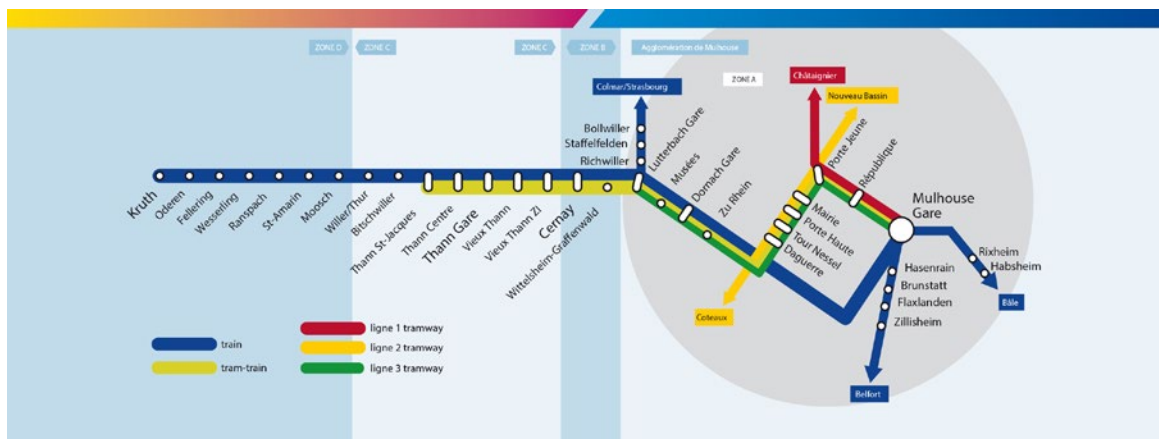 ZONE D
ZONE C
ZONE C
ZONE B
Agglomération de Mulhouse
ZONE A
Colmar/Strasbourg
Châtaignier
Nouveau Bassin
Bollwiller
Staffelfelden
Richwiller
Kruth
Oderen
Fellering
Wesserling
Ranspach
St-Amarin
Moosch
Willer/Thur
Bitschwiller
Thann St-Jacques
Thann Centre
Thann Gare
Vieux Thann
Vieux Thann ZI
Cernay
Wittelsheim-Graffenwald
Lutterbach Gare
Musées
Dornach Gare
Zu Rhein
Porte Jeune
République
Mairie
Porte Haute
Tour Nessel
Daguerre
Mulhouse
Gare
Rixheim
Habsheim
Bâle
Hasenrain
Brunstatt
Flaxlanden
Zillisheim
Belfort
Coteaux
train
tram-train
ligne 1 tramway
ligne 2 tramway
ligne 3 tramway